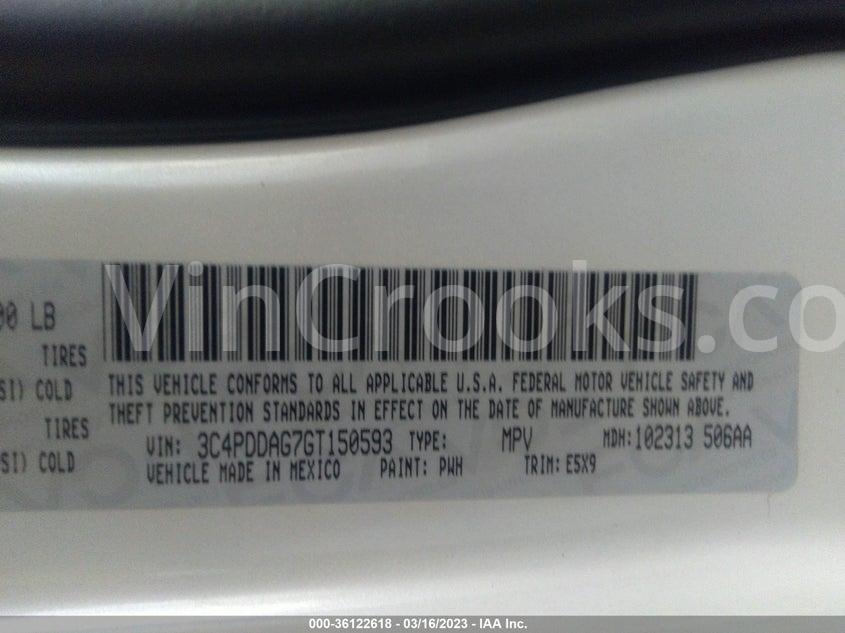 VinCrooks.co
00 LB
TIRES
SI) COLD
TIRES
SI) COLD
THIS VEHICLE CONFORMS TO ALL APPLICABLE U.S.A. FEDERAL MOTOR VEHICLE SAFETY AND
THEFT PREVENTION STANDARDS IN EFFECT ON THE DATE OF MANUFACTURE SHOWN ABOVE.
VIN: 3C4PDDAG7GT150593 TYPE: MPV MDH:102313 506AA
VEHICLE MADE IN MEXICO PAINT: PWH TRIM: E5X9
000-36122618 - 03/16/2023 - IAA Inc.